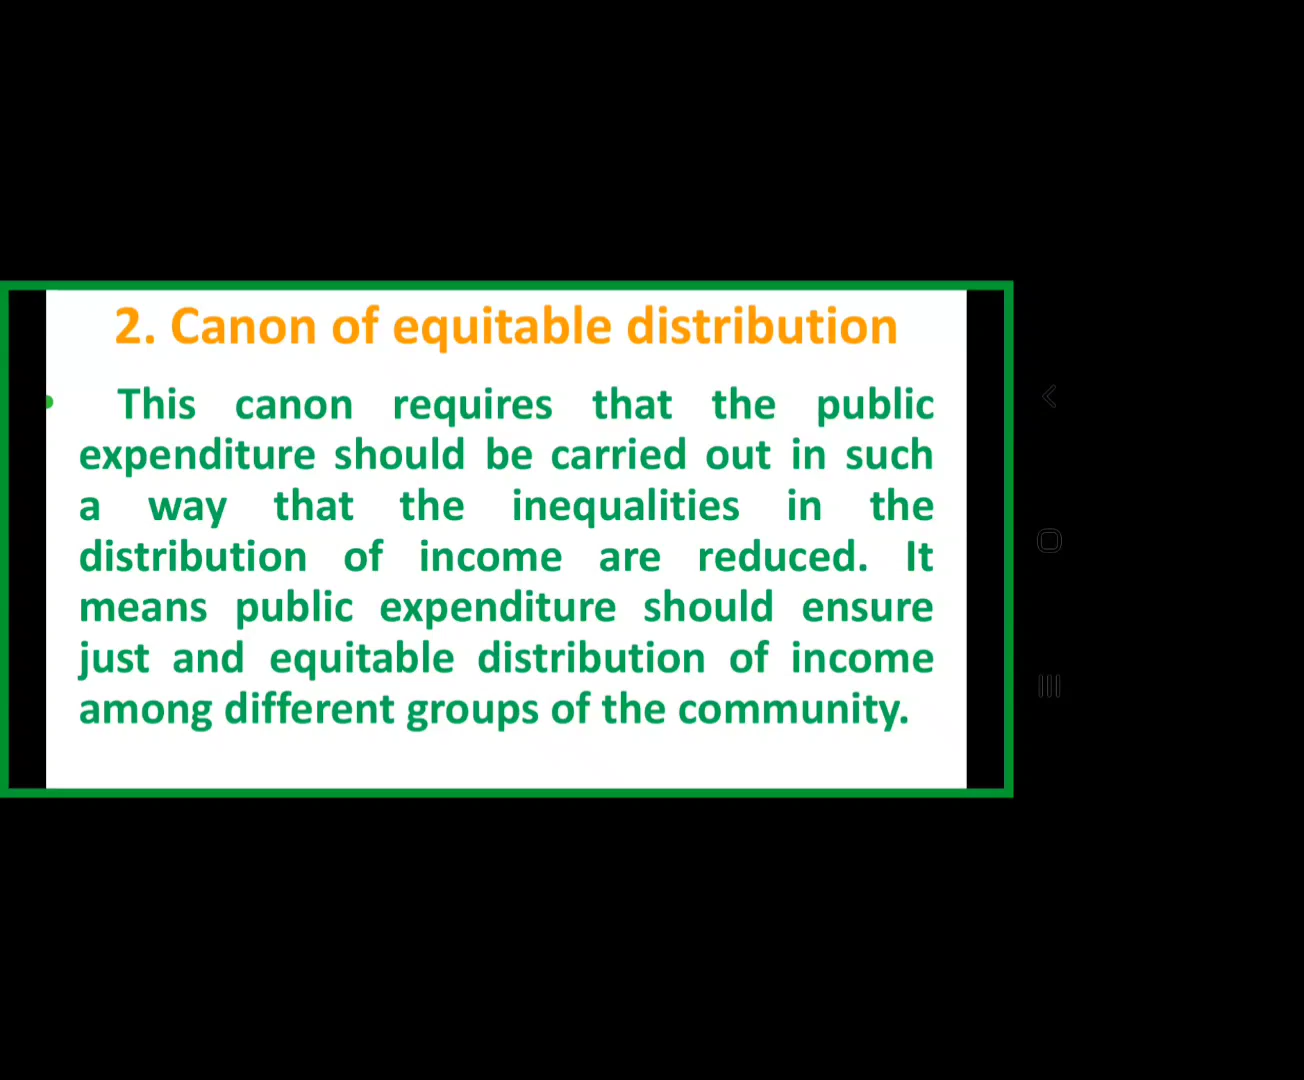 2. Canon of equitable distribution
This canon requires that the public
expenditure should be carried out in such
a way that the inequalities in the
distribution of income are reduced. It
means public expenditure should ensure
just and equitable distribution of income
among different groups of the community.